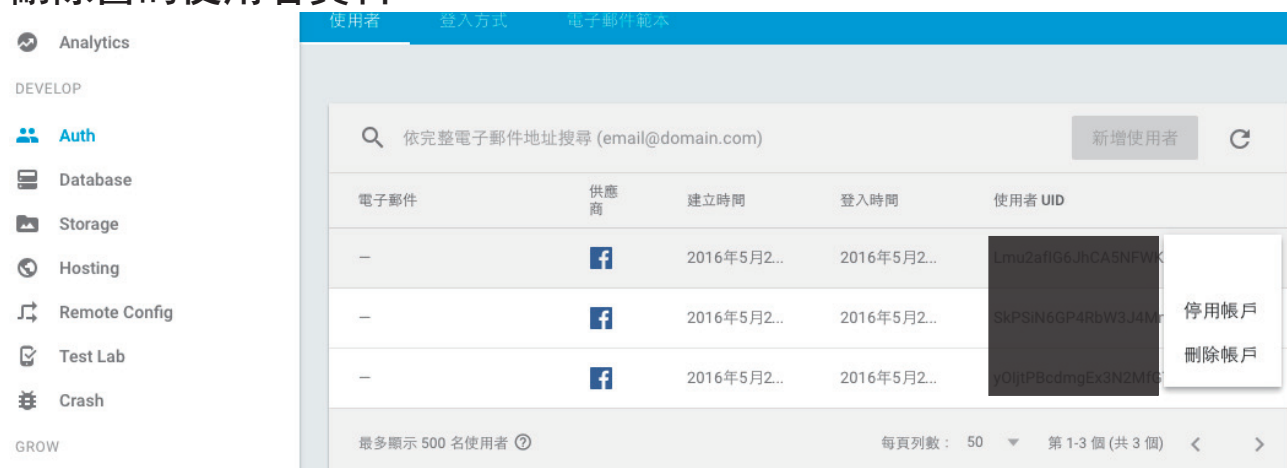 使用者 登入方式 電子郵件範本
Analytics
DEVELOP
Auth
Database
Storage
Hosting
Remote Config
Test Lab
Crash
GROW
依完整電子郵件地址搜尋 (email@domain.com) 新增使用者
電子郵件 供應商 建立時間 登入時間 使用者 UID
– 2016年5月2... 2016年5月2...
– 2016年5月2... 2016年5月2...
– 2016年5月2... 2016年5月2...
停用帳戶
刪除帳戶
最多顯示 500 名使用者 每頁列數： 50 第 1-3 個 (共 3 個)